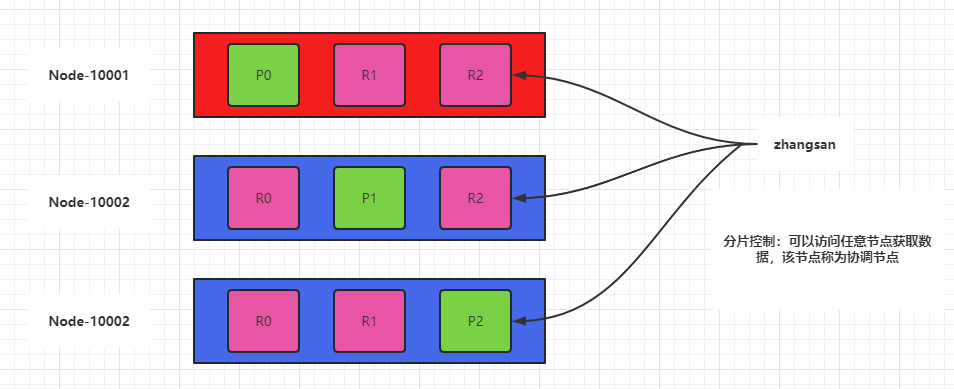 Node-10001
P0
R1
R2
zhangsan
Node-10002
R0
P1
R2
分片控制：可以访问任意节点获取数
据，该节点称为协调节点
Node-10002
R0
R1
P2